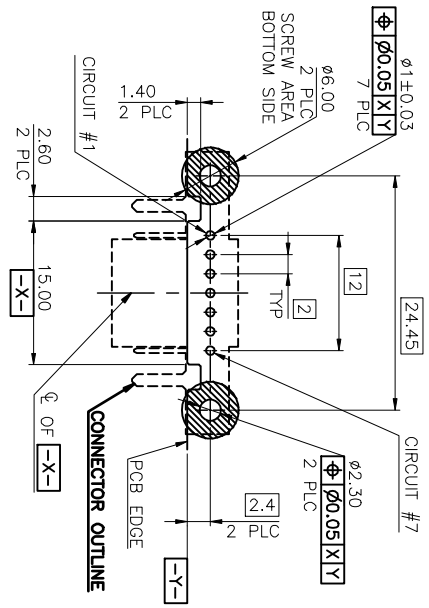 ø1±0.03
⌖ Ø0.05 X Y
7 PLC
ø6.00
2 PLC
SCREW AREA
BOTTOM SIDE
1.40
2 PLC
CIRCUIT #1
2.60
2 PLC
15.00
-X-
24.45
12
2
TYP
CIRCUIT #7
ø2.30
⌖ Ø0.05 X Y
2 PLC
2.4
2 PLC
-Y-
PCB EDGE
CONNECTOR OUTLINE
℄ OF -X-